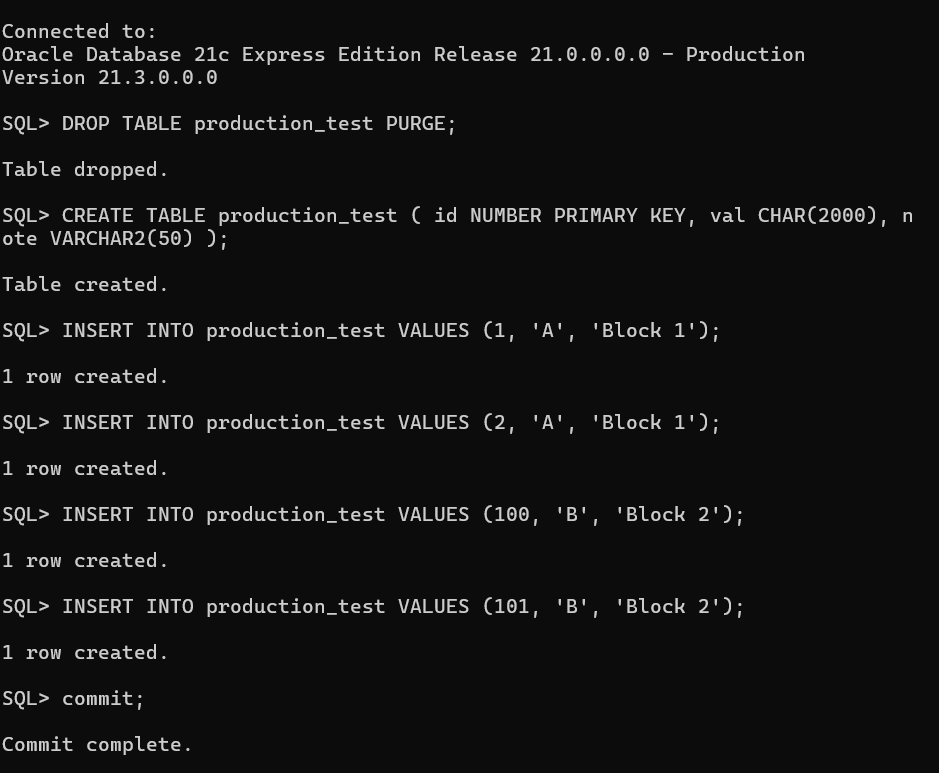 Connected to:
Oracle Database 21c Express Edition Release 21.0.0.0.0 - Production
Version 21.3.0.0.0
SQL> DROP TABLE production_test PURGE;
Table dropped.
SQL> CREATE TABLE production_test ( id NUMBER PRIMARY KEY, val CHAR(2000), n
ote VARCHAR2(50) );
Table created.
SQL> INSERT INTO production_test VALUES (1, 'A', 'Block 1');
1 row created.
SQL> INSERT INTO production_test VALUES (2, 'A', 'Block 1');
1 row created.
SQL> INSERT INTO production_test VALUES (100, 'B', 'Block 2');
1 row created.
SQL> INSERT INTO production_test VALUES (101, 'B', 'Block 2');
1 row created.
SQL> commit;
Commit complete.